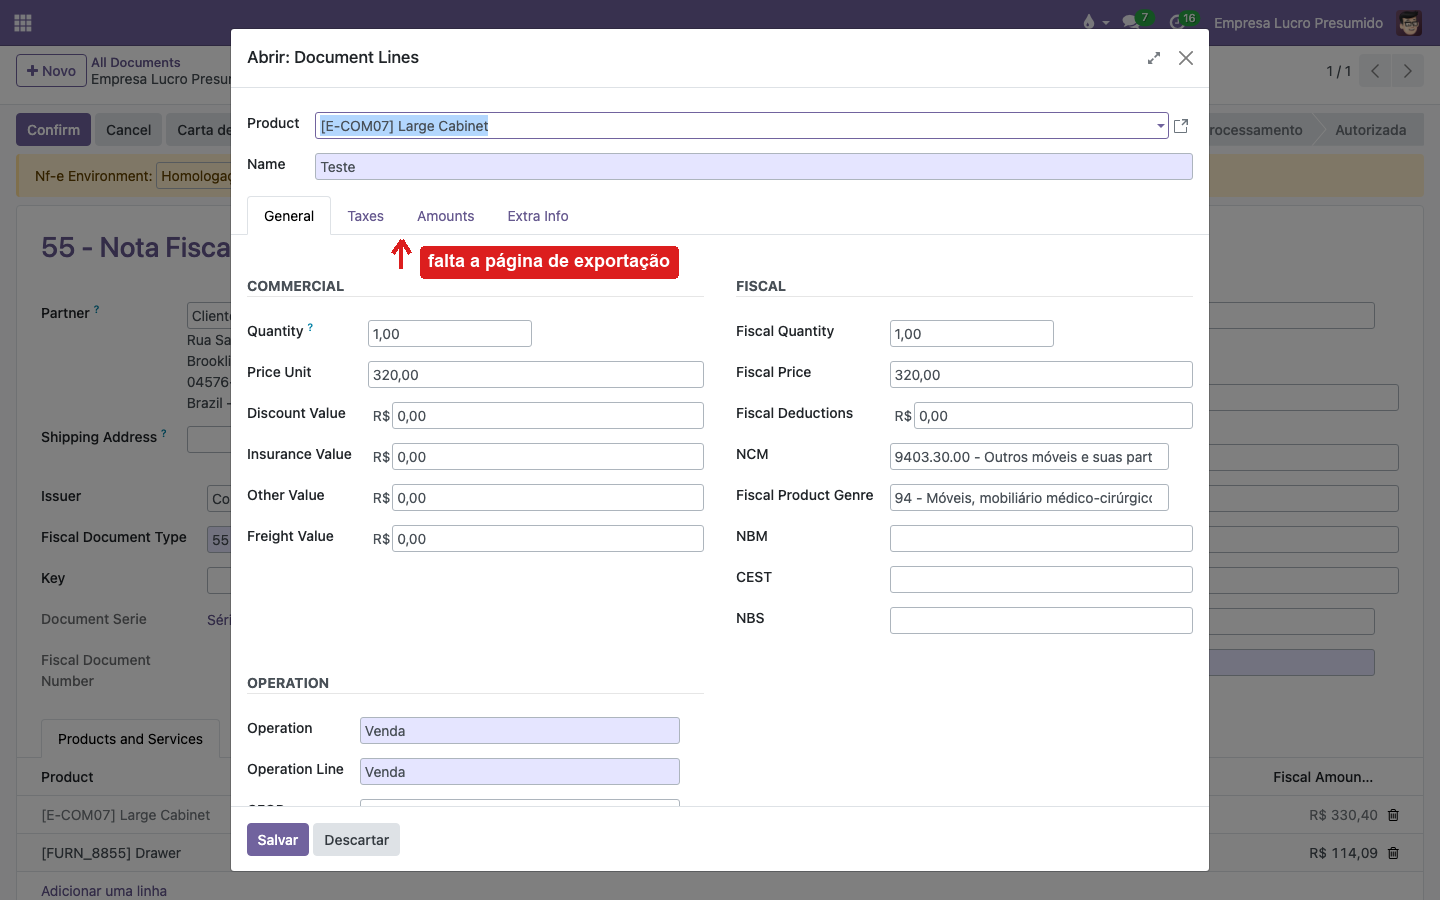 7
16
Empresa Lucro Presumido
Abrir: Document Lines
Novo
All Documents
Empresa Lucro Presum
1 / 1
Confirm
Cancel
Carta de
rocessamento
Autorizada
Nf-e Environment:
Homologaç
55 - Nota Fisca
Product
[E-COM07] Large Cabinet
Name
Teste
General
Taxes
Amounts
Extra Info
falta a página de exportação
COMMERCIAL
FISCAL
Quantity ?
1,00
Fiscal Quantity
1,00
Price Unit
320,00
Fiscal Price
320,00
Discount Value
R$ 0,00
Fiscal Deductions
R$ 0,00
Insurance Value
R$ 0,00
NCM
9403.30.00 - Outros móveis e suas part
Other Value
R$ 0,00
Fiscal Product Genre
94 - Móveis, mobiliário médico-cirúrgico
Freight Value
R$ 0,00
NBM
CEST
NBS
OPERATION
Operation
Venda
Operation Line
Venda
Salvar
Descartar
Partner ?
Cliente
Rua Sa
Brookli
04576-
Brazil -
Shipping Address ?
Issuer
Co
Fiscal Document Type
55
Key
Document Serie
Séri
Fiscal Document
Number
Products and Services
Product
Fiscal Amoun...
[E-COM07] Large Cabinet
R$ 330,40
[FURN_8855] Drawer
R$ 114,09
Adicionar uma linha